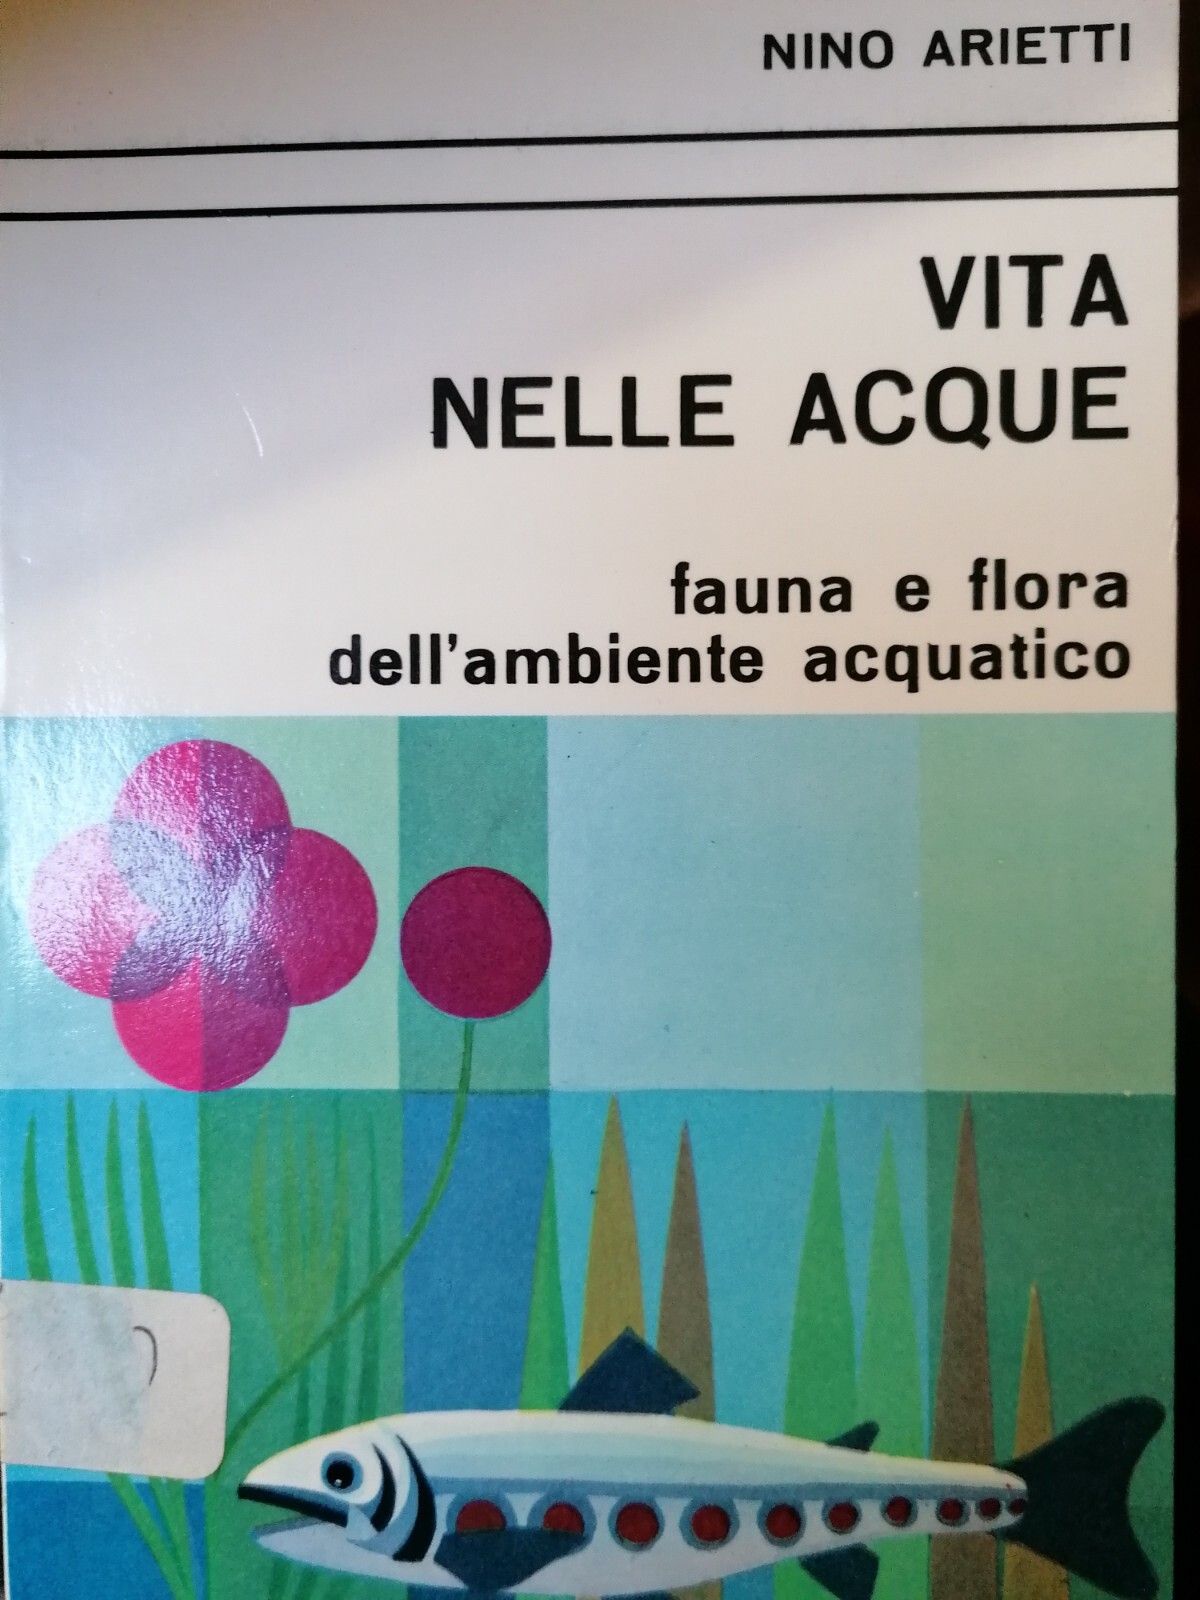 NINO ARIETTI
VITA
NELLE ACQUE
fauna e flora
dell'ambiente acquatico